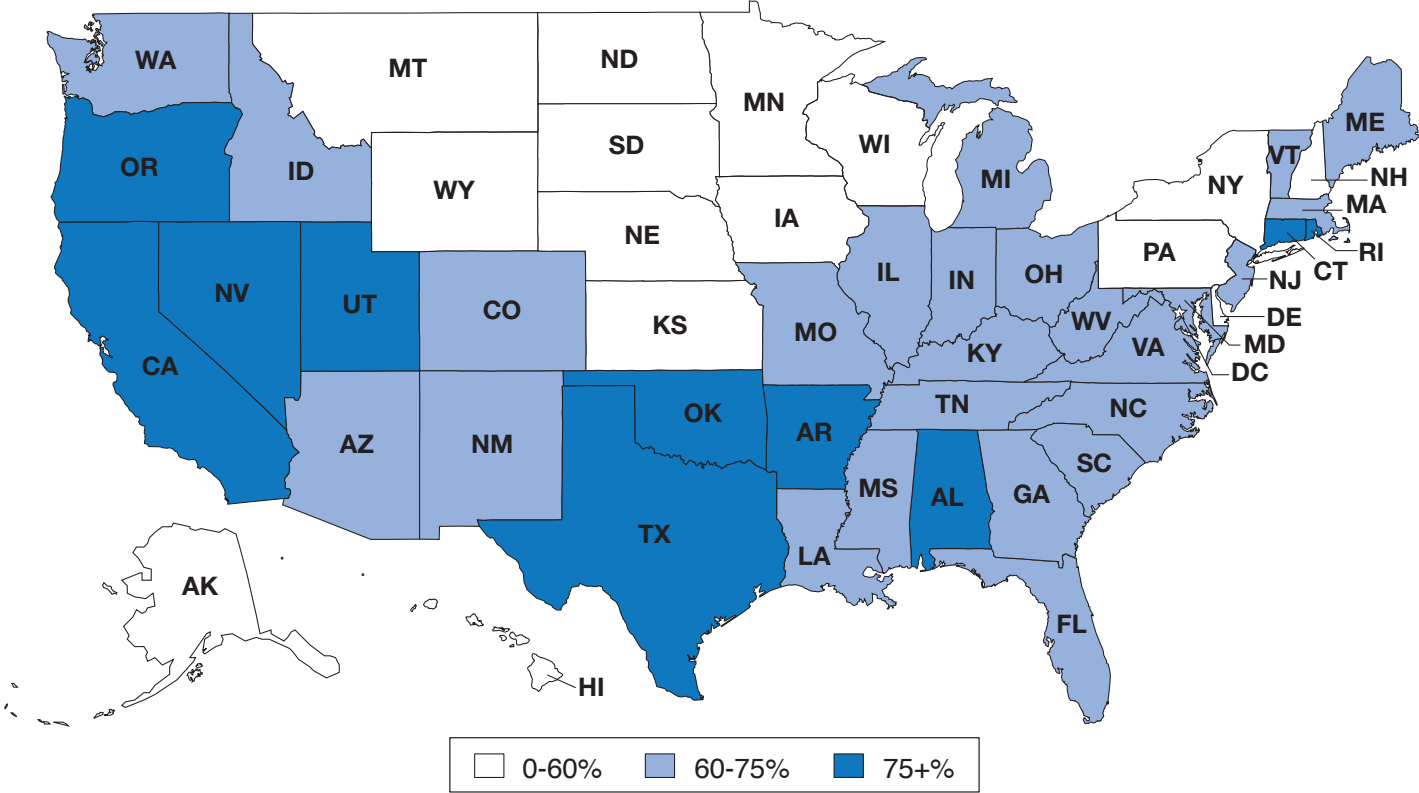 WA
MT
ND
MN
ME
OR
ID
SD
WI
VT
WY
MI
NY
NH
MA
IA
NE
PA
RI
CT
NV
UT
CO
IL
IN
OH
NJ
KS
MO
WV
DE
CA
KY
VA
MD
DC
AZ
NM
OK
AR
TN
NC
SC
TX
MS
AL
GA
LA
AK
FL
HI
0-60%
60-75%
75+%